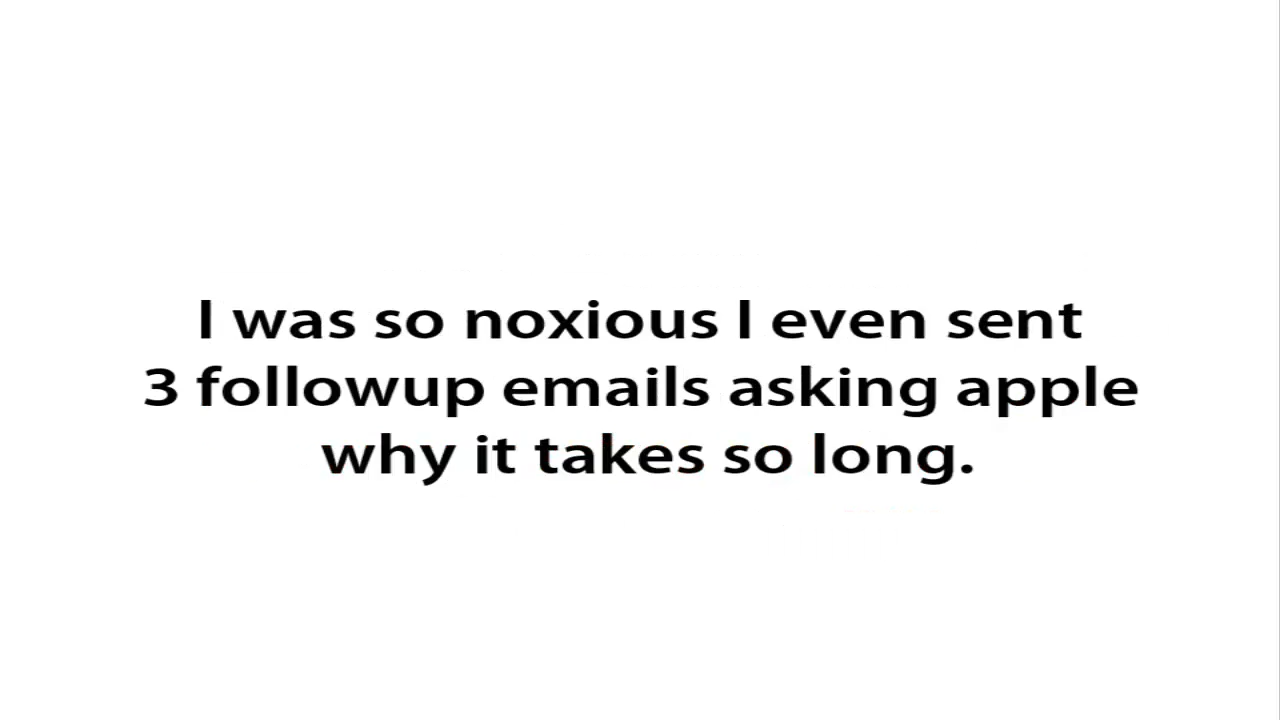 I was so noxious I even sent
3 followup emails asking apple
why it takes so long.